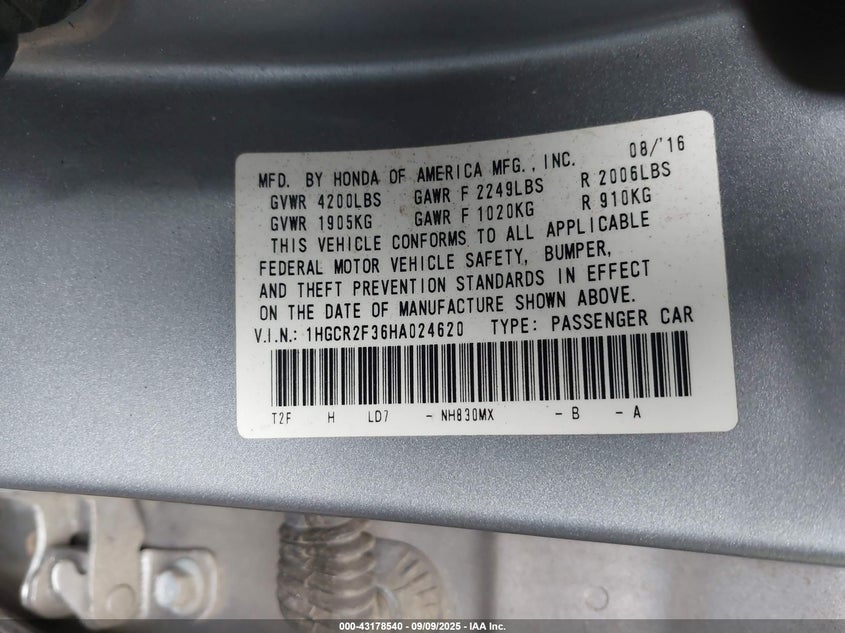 MFD. BY HONDA OF AMERICA MFG., INC. 08/'16
GVWR 4200LBS GAWR F 2249LBS R 2006LBS
GVWR 1905KG GAWR F 1020KG R 910KG
THIS VEHICLE CONFORMS TO ALL APPLICABLE
FEDERAL MOTOR VEHICLE SAFETY, BUMPER,
AND THEFT PREVENTION STANDARDS IN EFFECT
ON THE DATE OF MANUFACTURE SHOWN ABOVE.
V.I.N.: 1HGCR2F36HA024620 TYPE: PASSENGER CAR
T2F H LD7 - NH830MX - B - A
000-43178540 - 09/09/2025 - IAA Inc.